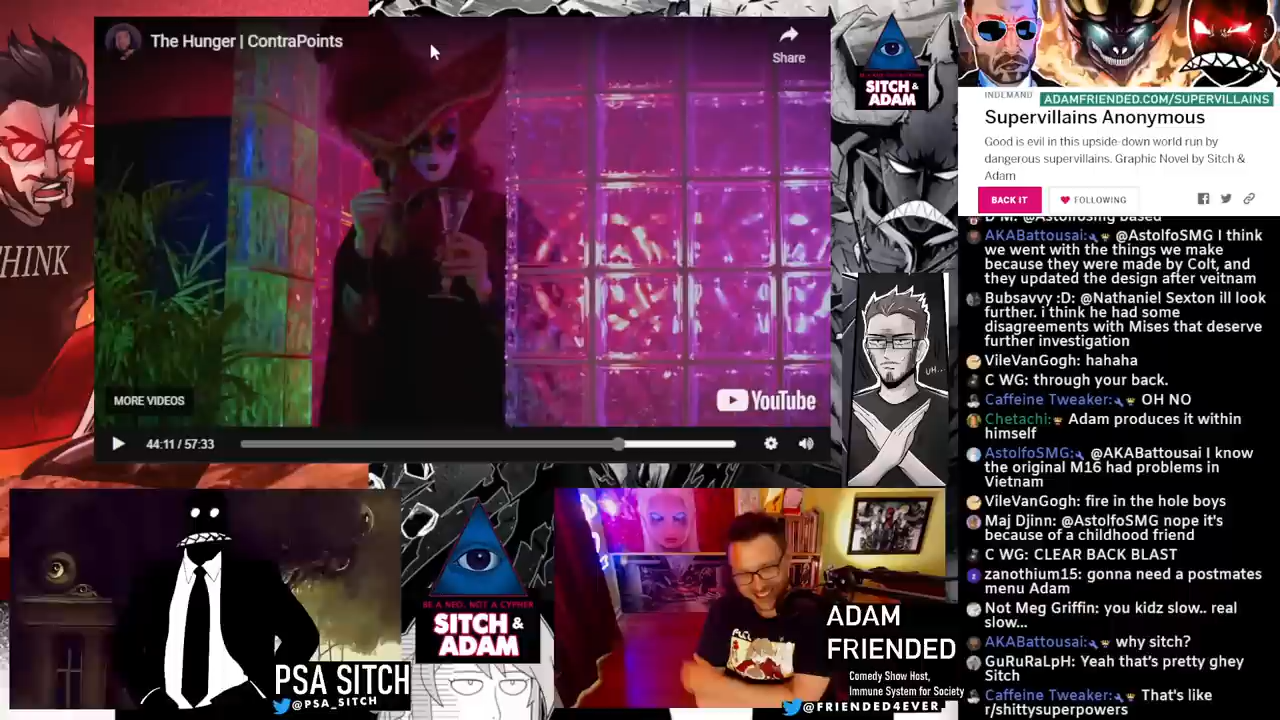 The Hunger | ContraPoints
Share
MORE VIDEOS
YouTube
44:11 / 57:33
HINK
SITCH &
ADAM
UH..
INDEMAND
ADAMFRIENDED.COM/SUPERVILLAINS
Supervillains Anonymous
Good is evil in this upside-down world run by
dangerous supervillains. Graphic Novel by Sitch &
Adam
BACK IT
FOLLOWING
D M: @Astolfosmg based
AKABattousai: @AstolfoSMG I think
we went with the things we make
because they were made by Colt, and
they updated the design after veitnam
Bubsavvy :D: @Nathaniel Sexton ill look
further. i think he had some
disagreements with Mises that deserve
further investigation
VileVanGogh: hahaha
C WG: through your back.
Caffeine Tweaker: OH NO
Chetachi: Adam produces it within
himself
AstolfoSMG: @AKABattousai I know
the original M16 had problems in
Vietnam
VileVanGogh: fire in the hole boys
Maj Djinn: @AstolfoSMG nope it's
because of a childhood friend
C WG: CLEAR BACK BLAST
zanothium15: gonna need a postmates
menu Adam
Not Meg Griffin: you kidz slow.. real
slow...
AKABattousai: why sitch?
GuRuRaLpH: Yeah that's pretty ghey
Sitch
Caffeine Tweaker: That's like
r/shittysuperpowers
PSA SITCH
@PSA_SITCH
BE A NEO, NOT A CYPHER
SITCH &
ADAM
ADAM
FRIENDED
Comedy Show Host,
Immune System for Society
@FRIENDED4EVER